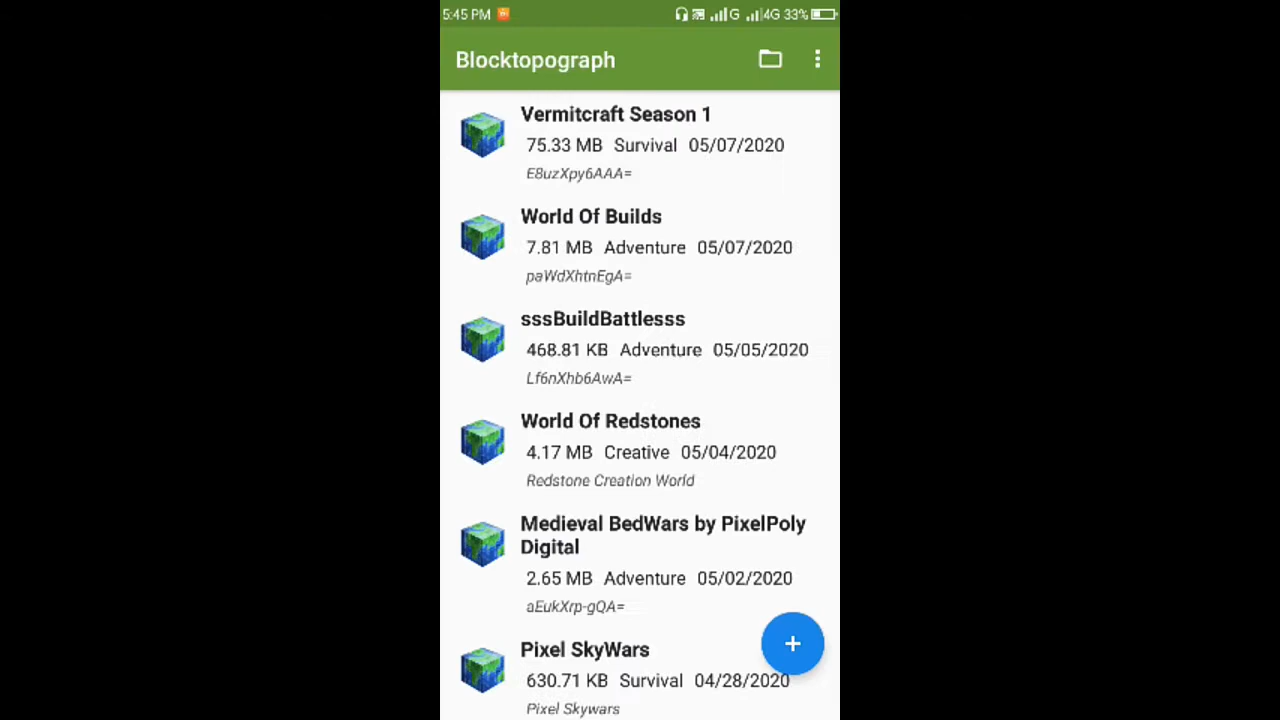 5:45 PM G 4G 33%
Blocktopograph
Vermitcraft Season 1
75.33 MB Survival 05/07/2020
E8uzXpy6AAA=
World Of Builds
7.81 MB Adventure 05/07/2020
paWdXhtnEgA=
sssBuildBattlesss
468.81 KB Adventure 05/05/2020
Lf6nXhb6AwA=
World Of Redstones
4.17 MB Creative 05/04/2020
Redstone Creation World
Medieval BedWars by PixelPoly
Digital
2.65 MB Adventure 05/02/2020
aEukXrp-gQA=
Pixel SkyWars
630.71 KB Survival 04/28/2020
Pixel Skywars